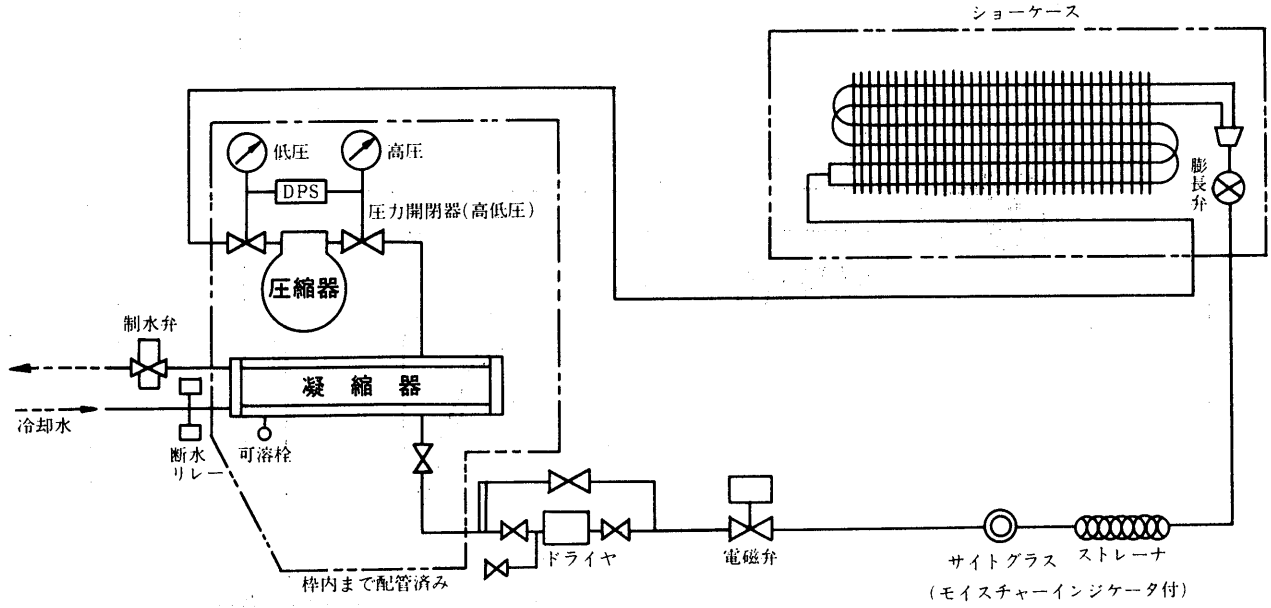 ショーケース
低圧
高圧
DPS
圧力開閉器(高低圧)
膨長弁
圧縮器
制水弁
凝縮器
冷却水
断水
リレー
可溶栓
ドライヤ
電磁弁
サイトグラス
ストレーナ
枠内まで配管済み
(モイスチャーインジケータ付)